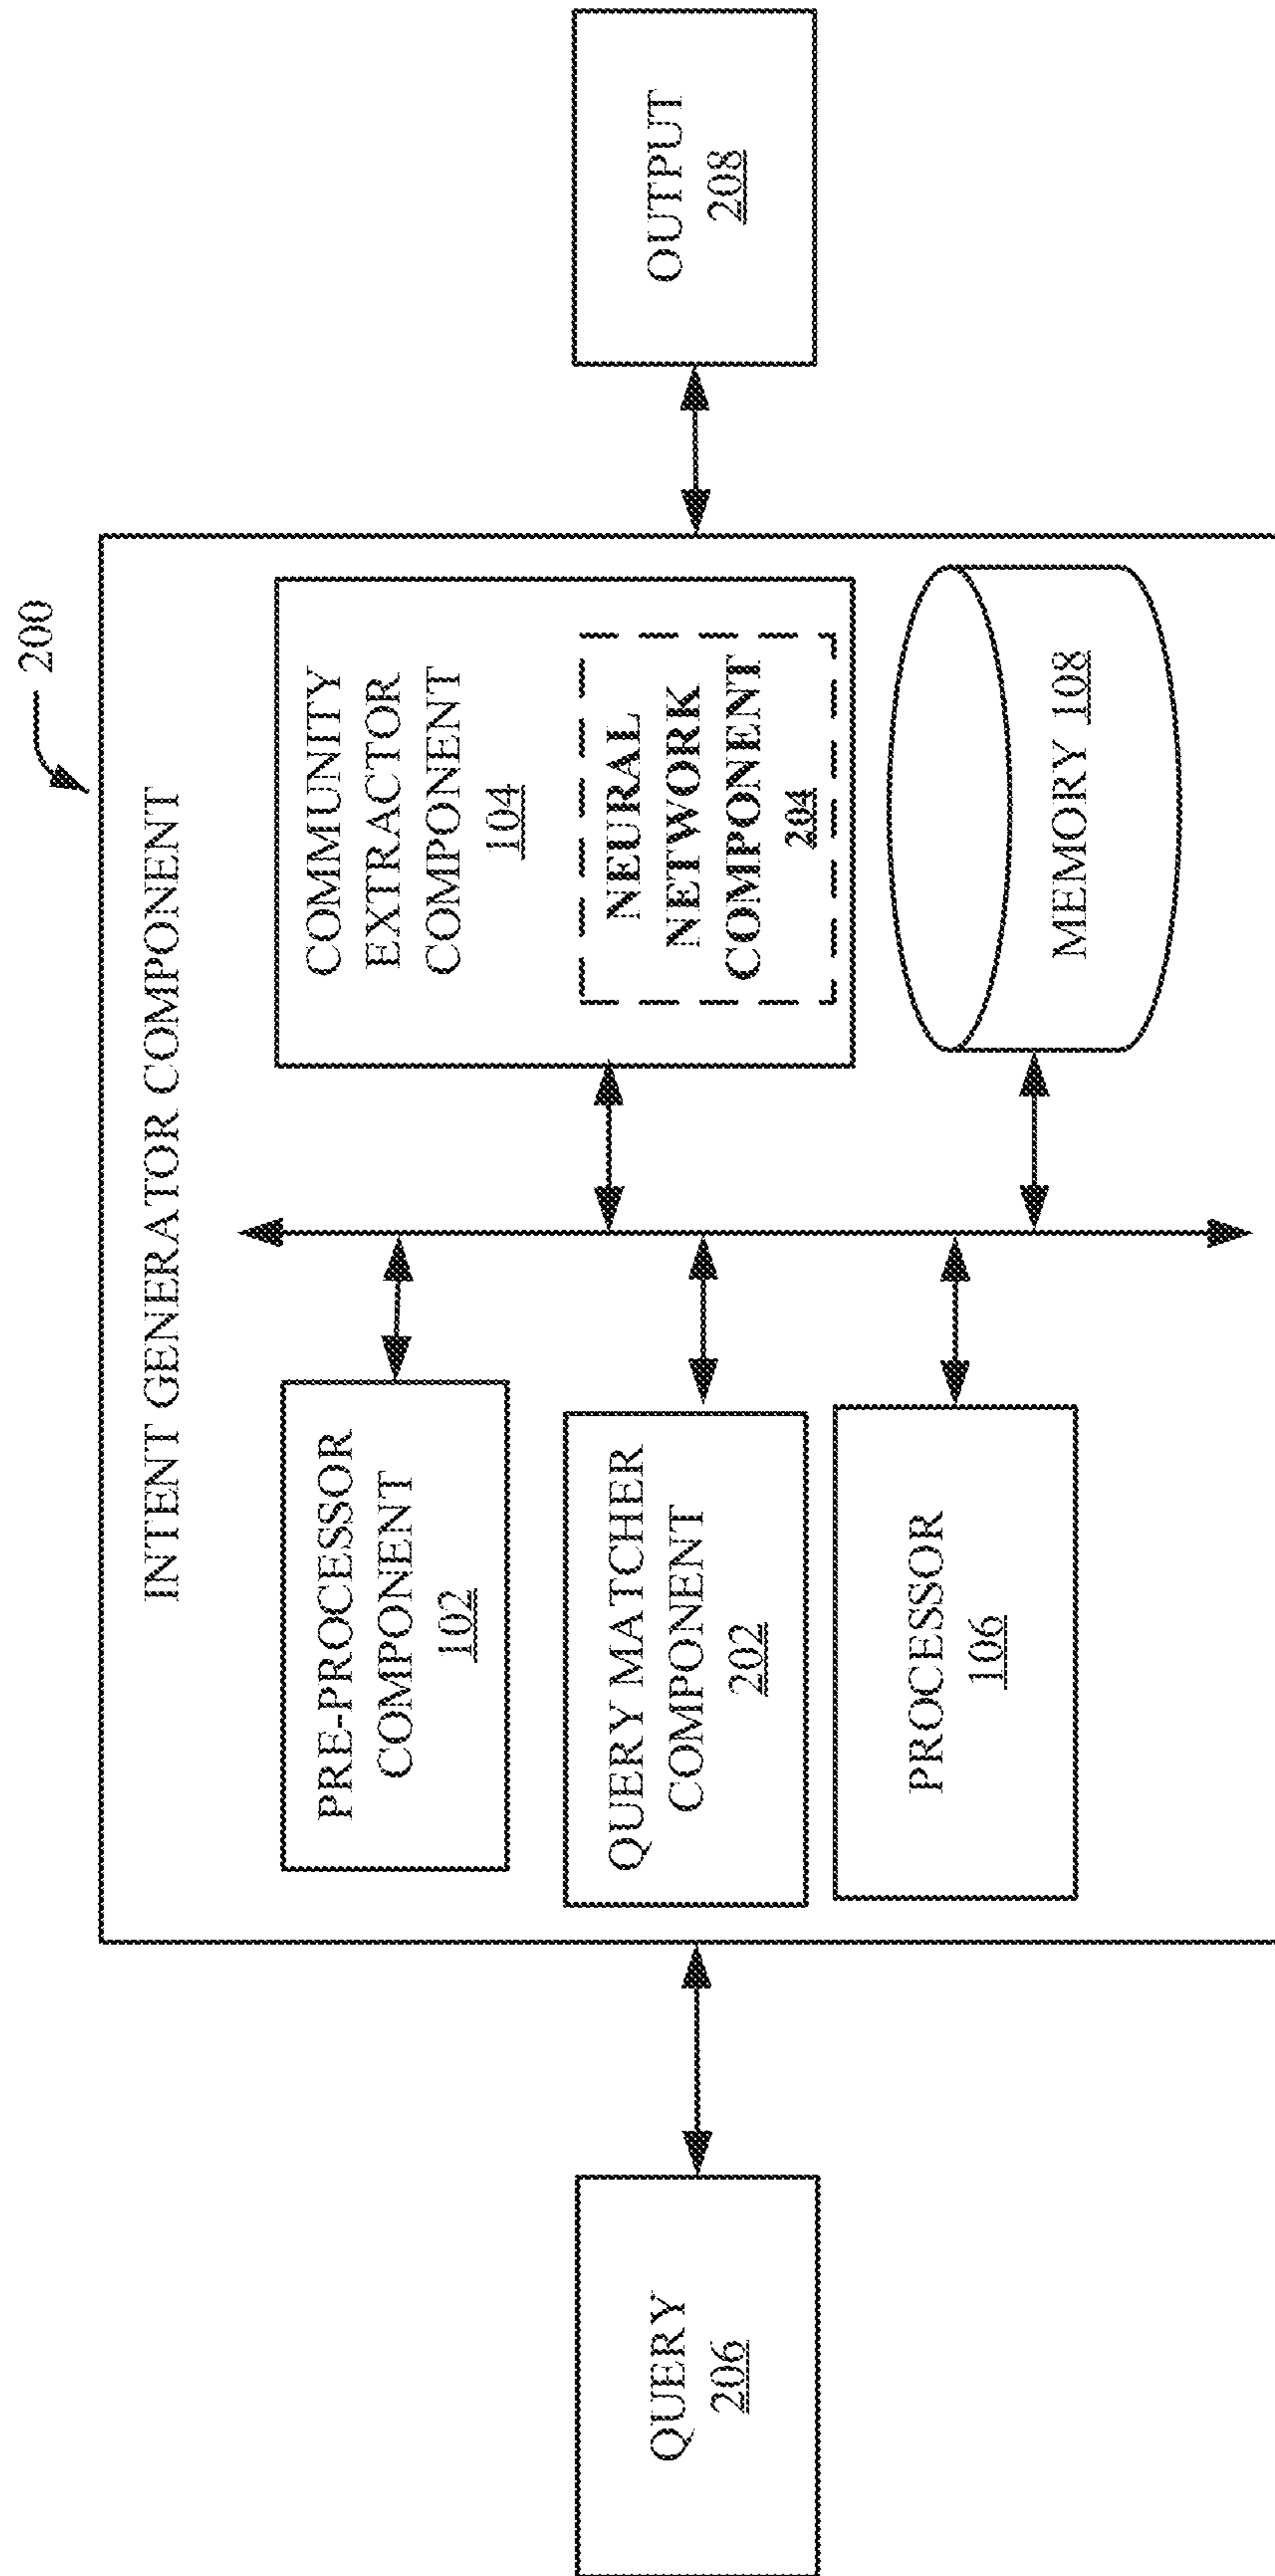 200
INTENT GENERATOR COMPONENT
QUERY
206
PRE-PROCESSOR
COMPONENT
102
QUERY MATCHER
COMPONENT
202
PROCESSOR
106
COMMUNITY
EXTRACTOR
COMPONENT
104
NEURAL
NETWORK
COMPONENT
204
MEMORY 108
OUTPUT
208